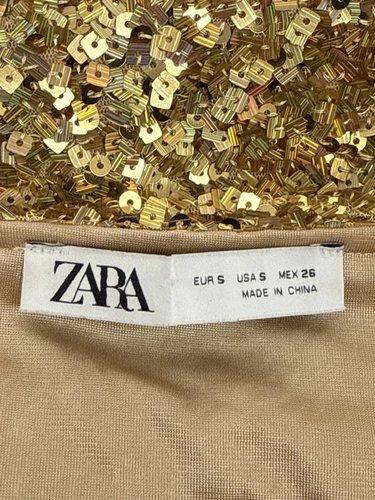 ZARA
EUR S USA S MEX 26
MADE IN CHINA